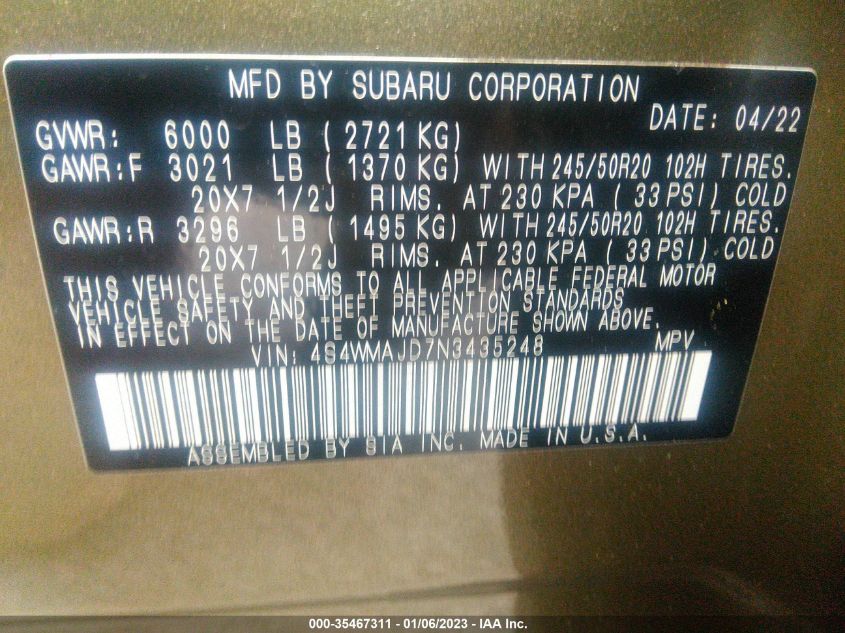 MFD BY SUBARU CORPORATION
DATE: 04/22
GVWR: 6000 LB ( 2721 KG)
GAWR:F 3021 LB ( 1370 KG) WITH 245/50R20 102H TIRES.
20X7 1/2J RIMS. AT 230 KPA ( 33 PSI) COLD
GAWR:R 3296 LB ( 1495 KG) WITH 245/50R20 102H TIRES.
20X7 1/2J RIMS. AT 230 KPA ( 33 PSI) COLD
THIS VEHICLE CONFORMS TO ALL APPLICABLE FEDERAL MOTOR
VEHICLE SAFETY AND THEFT PREVENTION STANDARDS
IN EFFECT ON THE DATE OF MANUFACTURE SHOWN ABOVE.
VIN: 4S4WMAJD7N3435248 MPV
ASSEMBLED BY SIA INC. MADE IN U.S.A.
000-35467311 - 01/06/2023 - IAA Inc.